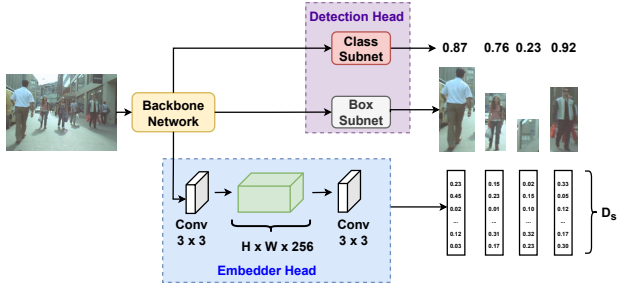 Detection Head
Class
Subnet
0.87 0.76 0.23 0.92
Backbone
Network
Box
Subnet
Conv
3 x 3
H x W x 256
Conv
3 x 3
Embedder Head
0.23 0.15 0.02 0.33
0.45 0.23 0.15 0.05
0.02 0.01 0.10 0.12
... ... ... ...
0.12 0.31 0.32 0.17
0.03 0.17 0.23 0.30
Ds